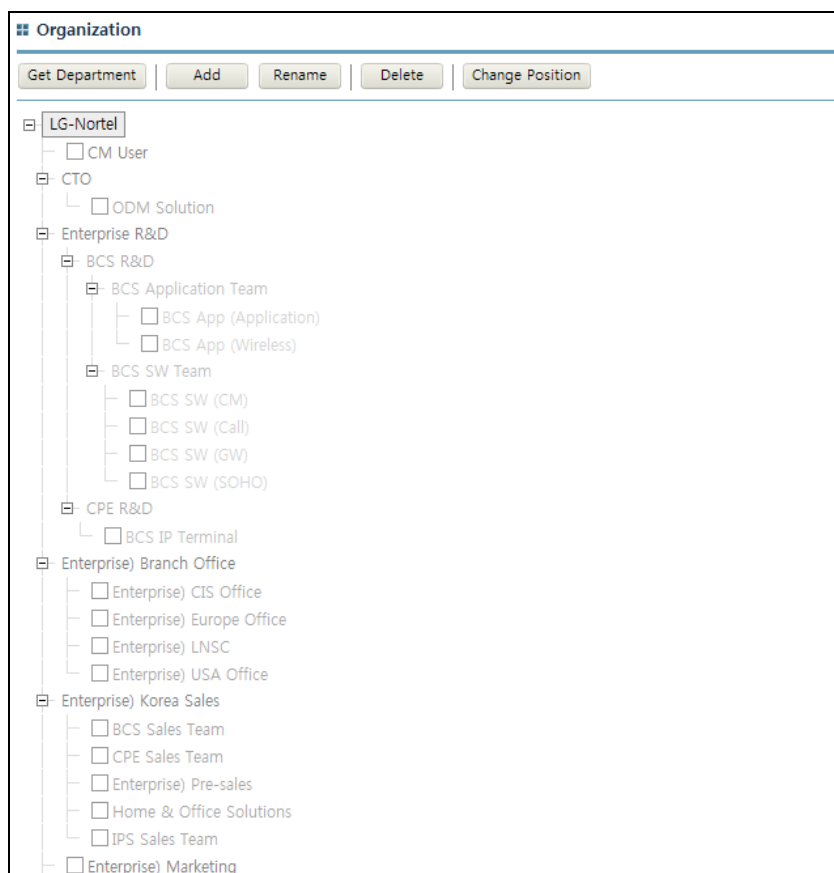 Organization
Get Department Add Rename Delete Change Position
LG-Nortel
CM User
CTO
ODM Solution
Enterprise R&D
BCS R&D
BCS Application Team
BCS App (Application)
BCS App (Wireless)
BCS SW Team
BCS SW (CM)
BCS SW (Call)
BCS SW (GW)
BCS SW (SOHO)
CPE R&D
BCS IP Terminal
Enterprise) Branch Office
Enterprise) CIS Office
Enterprise) Europe Office
Enterprise) LNSC
Enterprise) USA Office
Enterprise) Korea Sales
BCS Sales Team
CPE Sales Team
Enterprise) Pre-sales
Home & Office Solutions
IPS Sales Team
Enterprise) Marketing